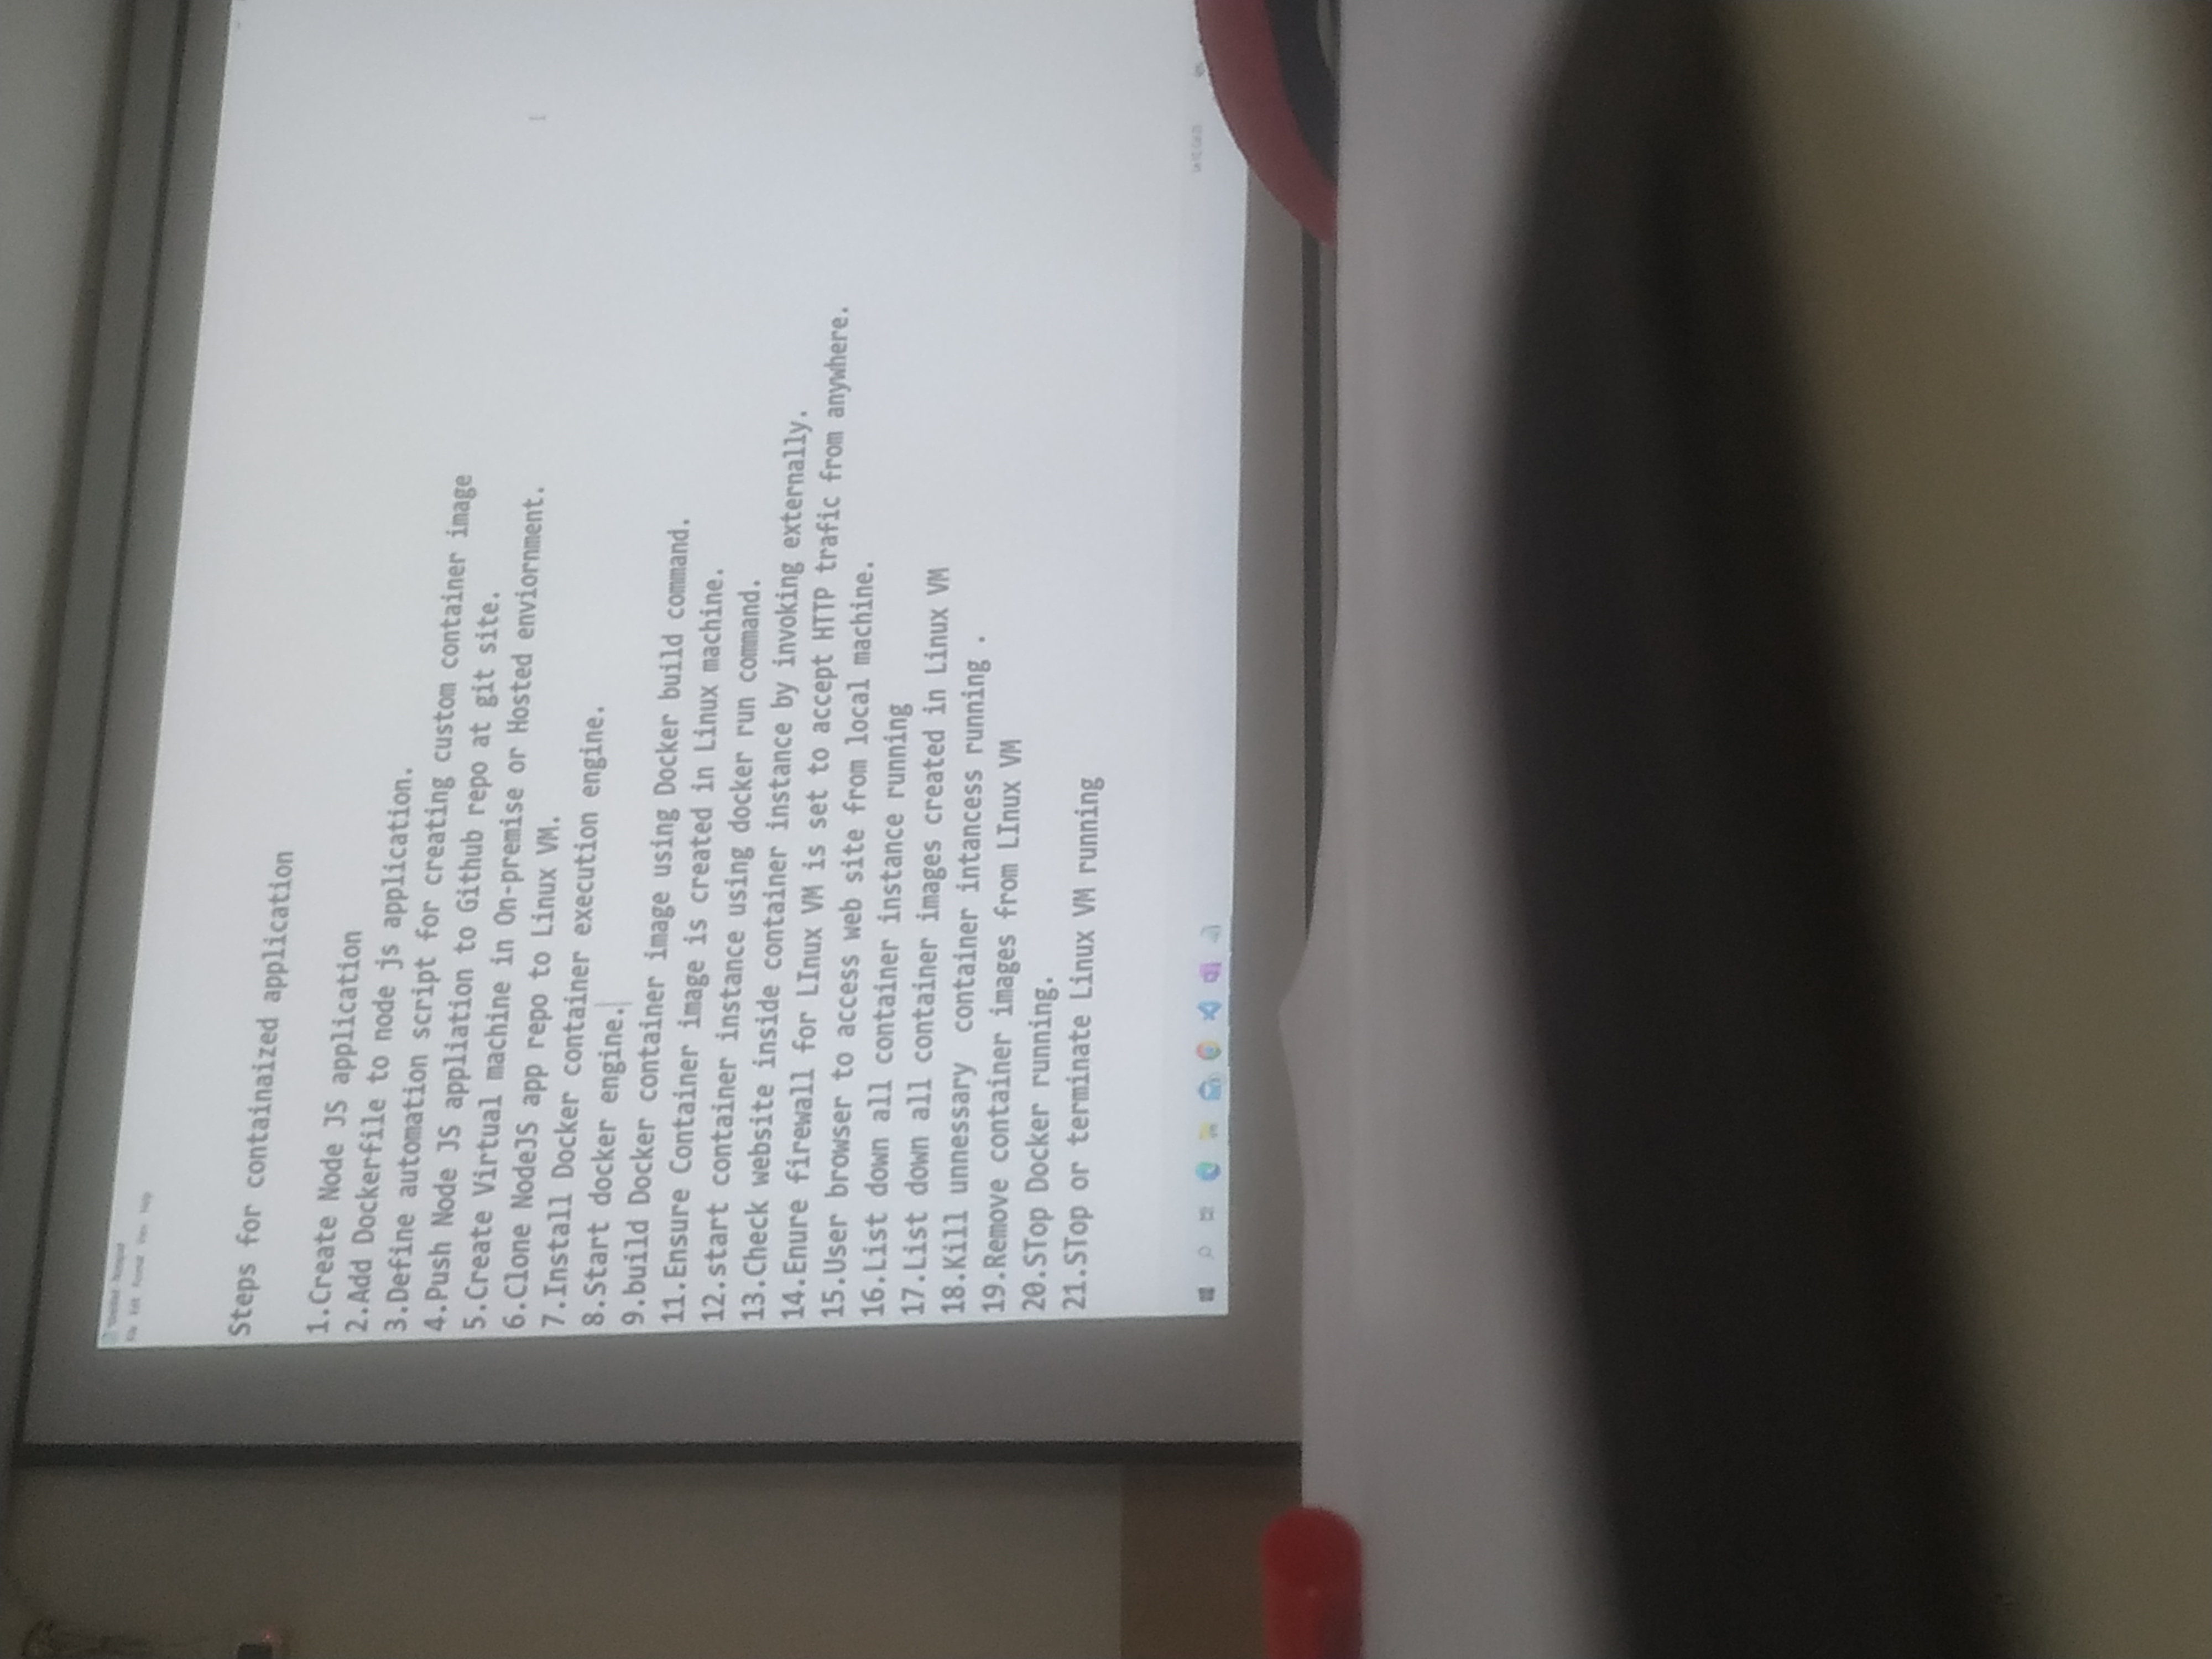 Untitled - Notepad
File Edit Format View Help
Steps for containaized application
1.Create Node JS application
2.Add Dockerfile to node js application.
3.Define automation script for creating custom container image
4.Push Node JS appliation to Github repo at git site.
5.Create Virtual machine in On-premise or Hosted enviornment.
6.Clone NodeJS app repo to Linux VM.
7.Install Docker container execution engine.
8.Start docker engine.
9.build Docker container image using Docker build command.
11.Ensure Container image is created in Linux machine.
12.start container instance using docker run command.
13.Check website inside container instance by invoking externally.
14.Enure firewall for LInux VM is set to accept HTTP trafic from anywhere.
15.User browser to access web site from local machine.
16.List down all container instance running
17.List down all container images created in Linux VM
18.Kill unnessary  container intancess running .
19.Remove container images from LInux VM
20.STop Docker running.
21.STop or terminate Linux VM running